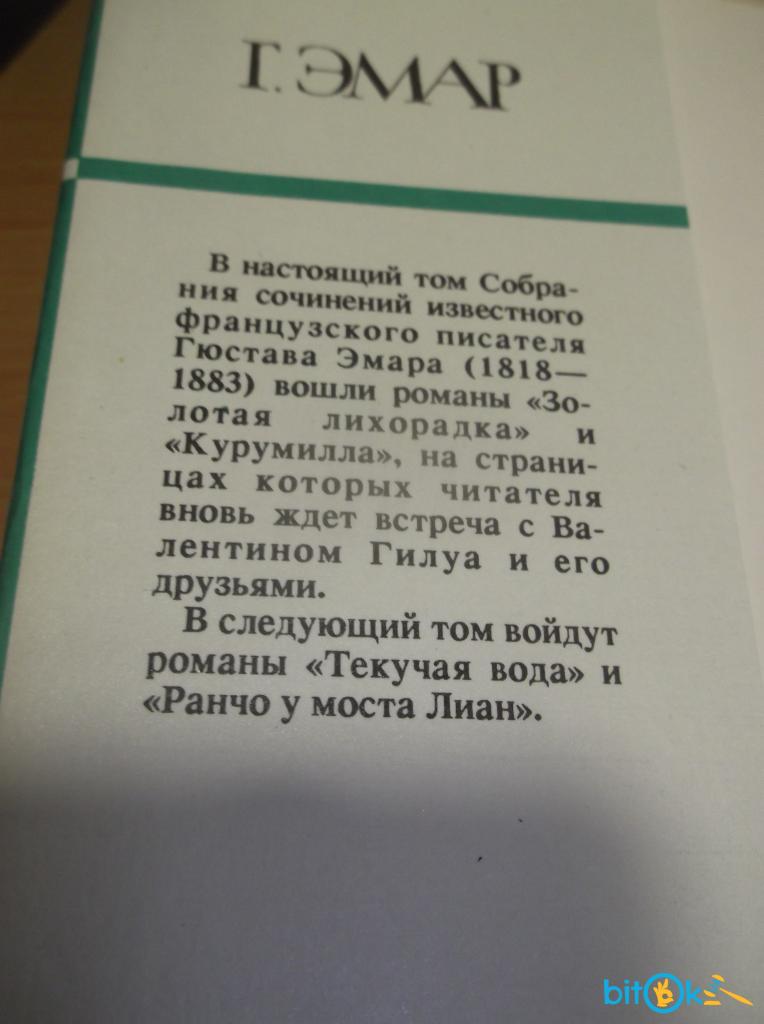 Г. ЭМАР
В настоящий том Собра-
ния сочинений известного
французского писателя
Гюстава Эмара (1818—
1883) вошли романы «Зо-
лотая лихорадка» и
«Курумилла», на страни-
цах которых читателя
вновь ждет встреча с Ва-
лентином Гилуа и его
друзьями.
В следующий том войдут
романы «Текучая вода» и
«Ранчо у моста Лиан».
bitOk